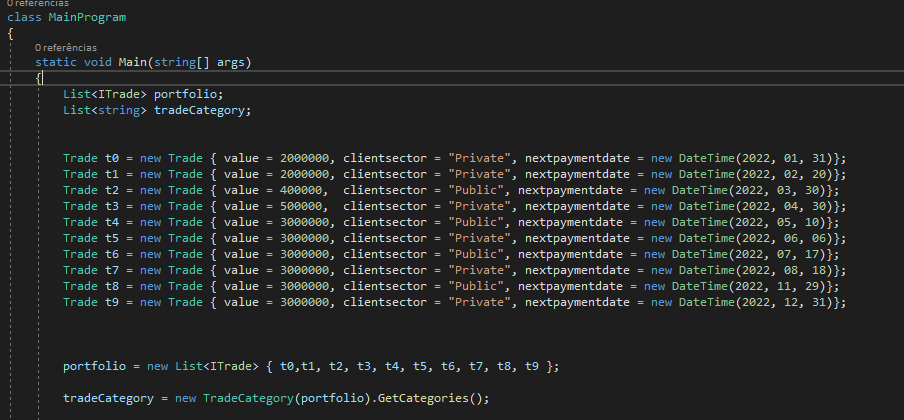 0 referências
class MainProgram
{
0 referências
static void Main(string[] args)
{
List<ITrade> portfolio;
List<string> tradeCategory;
Trade t0 = new Trade { value = 2000000, clientsector = "Private", nextpaymentdate = new DateTime(2022, 01, 31)};
Trade t1 = new Trade { value = 2000000, clientsector = "Private", nextpaymentdate = new DateTime(2022, 02, 20)};
Trade t2 = new Trade { value = 400000,  clientsector = "Public", nextpaymentdate = new DateTime(2022, 03, 30)};
Trade t3 = new Trade { value = 500000,  clientsector = "Private", nextpaymentdate = new DateTime(2022, 04, 30)};
Trade t4 = new Trade { value = 3000000, clientsector = "Public", nextpaymentdate = new DateTime(2022, 05, 10)};
Trade t5 = new Trade { value = 3000000, clientsector = "Private", nextpaymentdate = new DateTime(2022, 06, 06)};
Trade t6 = new Trade { value = 3000000, clientsector = "Public", nextpaymentdate = new DateTime(2022, 07, 17)};
Trade t7 = new Trade { value = 3000000, clientsector = "Private", nextpaymentdate = new DateTime(2022, 08, 18)};
Trade t8 = new Trade { value = 3000000, clientsector = "Public", nextpaymentdate = new DateTime(2022, 11, 29)};
Trade t9 = new Trade { value = 3000000, clientsector = "Private", nextpaymentdate = new DateTime(2022, 12, 31)};
portfolio = new List<ITrade> { t0,t1, t2, t3, t4, t5, t6, t7, t8, t9 };
tradeCategory = new TradeCategory(portfolio).GetCategories();